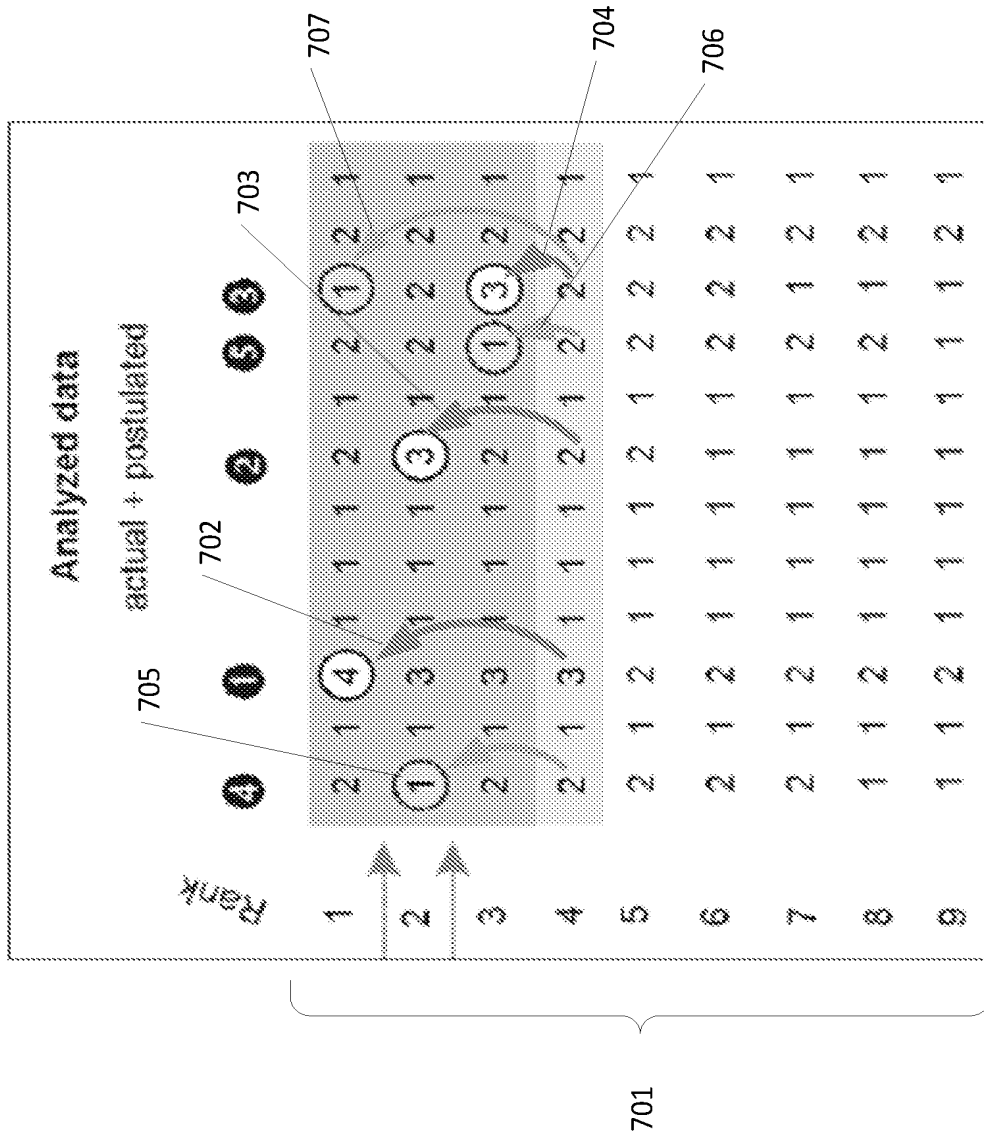 Analyzed data
actual + postulated
Rank 4 1 2 5 3
1 2 1 4 1 1 1 2 1 2 1 2 1
2 1 1 3 1 1 1 3 1 2 2 2 1
3 2 1 3 1 1 1 2 1 1 3 2 1
4 2 1 3 1 1 1 2 1 2 2 2 1
5 2 1 2 1 1 1 2 1 2 2 2 1
6 2 1 2 1 1 1 1 1 2 2 2 1
7 2 1 2 1 1 1 1 1 2 1 2 1
8 1 1 2 1 1 1 1 1 2 1 2 1
9 1 1 2 1 1 1 1 1 1 1 2 1
701
705
702
703
707
704
706